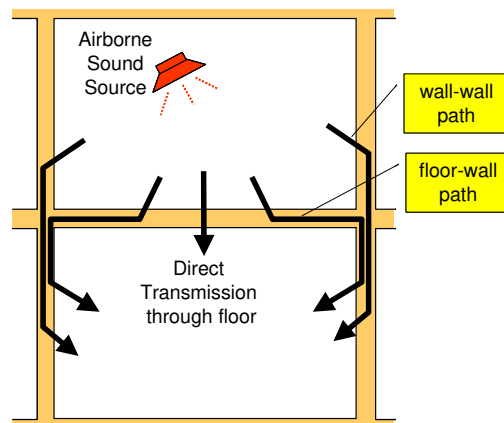 Airborne
Sound
Source
wall-wall
path
floor-wall
path
Direct
Transmission
through floor